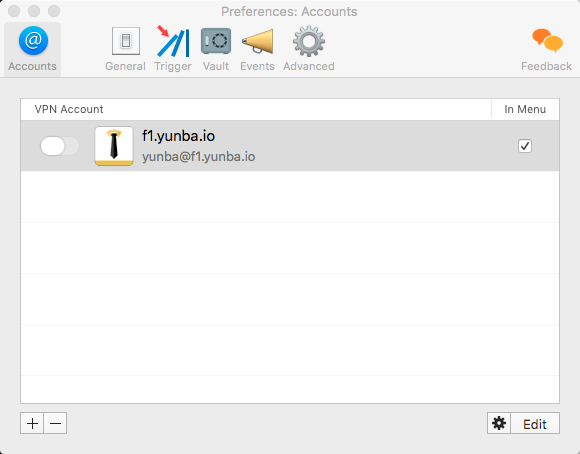 Preferences: Accounts
@
Accounts
General
Trigger
Vault
Events
Advanced
Feedback
VPN Account
In Menu
f1.yunba.io
yunba@f1.yunba.io
Edit